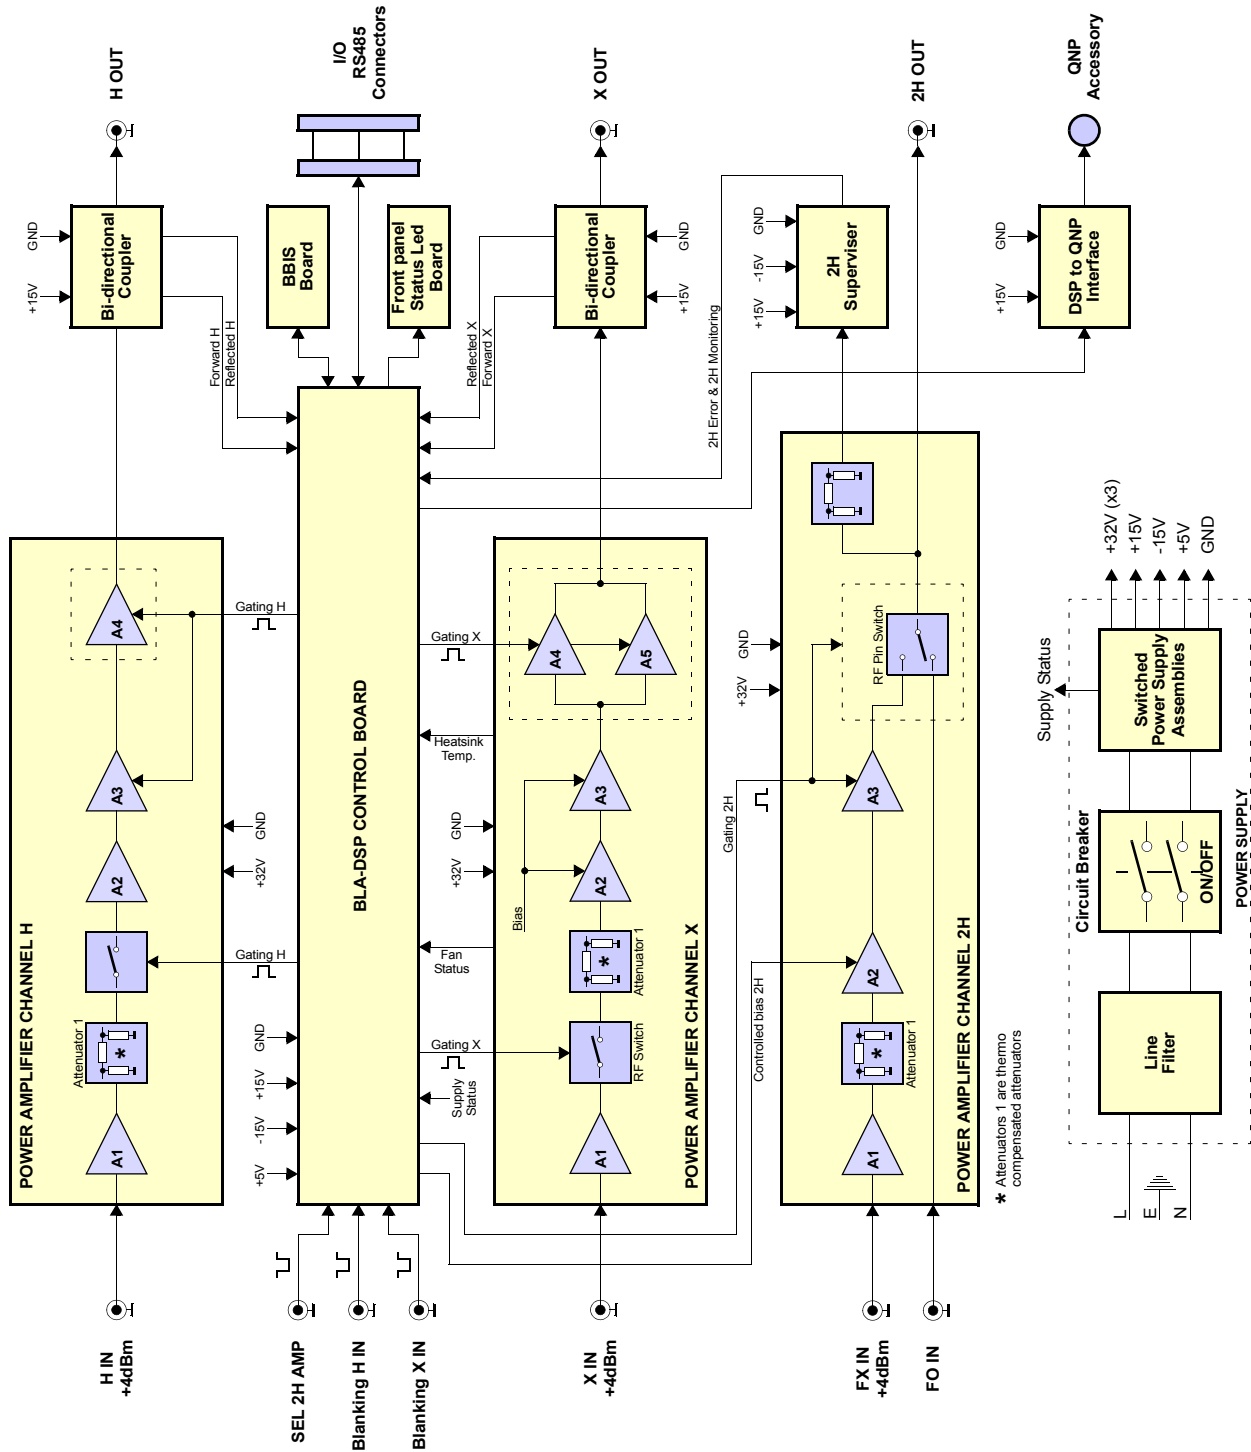 H IN
+4dBm
POWER AMPLIFIER CHANNEL H
A1
Attenuator 1
*
A2
A3
A4
+32V
GND
Gating H
Gating H
+15V
GND
Bi-directional
Coupler
H OUT
Forward H
Reflected H
SEL 2H AMP
Blanking H IN
Blanking X IN
+5V
-15V
+15V
GND
BLA-DSP CONTROL BOARD
BBIS
Board
Front panel
Status Led
Board
I/O
RS485
Connectors
Supply
Status
Gating X
Fan
Status
Heatsink
Temp.
Gating X
Reflected X
Forward X
X IN
+4dBm
POWER AMPLIFIER CHANNEL X
A1
RF Switch
Attenuator 1
*
Bias
A2
A3
A4
A5
+32V
GND
Bi-directional
Coupler
+15V
GND
X OUT
2H Error & 2H Monitoring
Controlled bias 2H
Gating 2H
FX IN
+4dBm
FO IN
POWER AMPLIFIER CHANNEL 2H
A1
Attenuator 1
*
A2
A3
+32V
GND
RF Pin Switch
+15V
-15V
GND
2H
Superviser
2H OUT
+15V
GND
DSP to QNP
Interface
QNP
Accessory
* Attenuators 1 are thermo
compensated attenuators
L
E
N
Line
Filter
Circuit Breaker
ON/OFF
Switched
Power Supply
Assemblies
Supply Status
POWER SUPPLY
+32V (x3)
+15V
-15V
+5V
GND